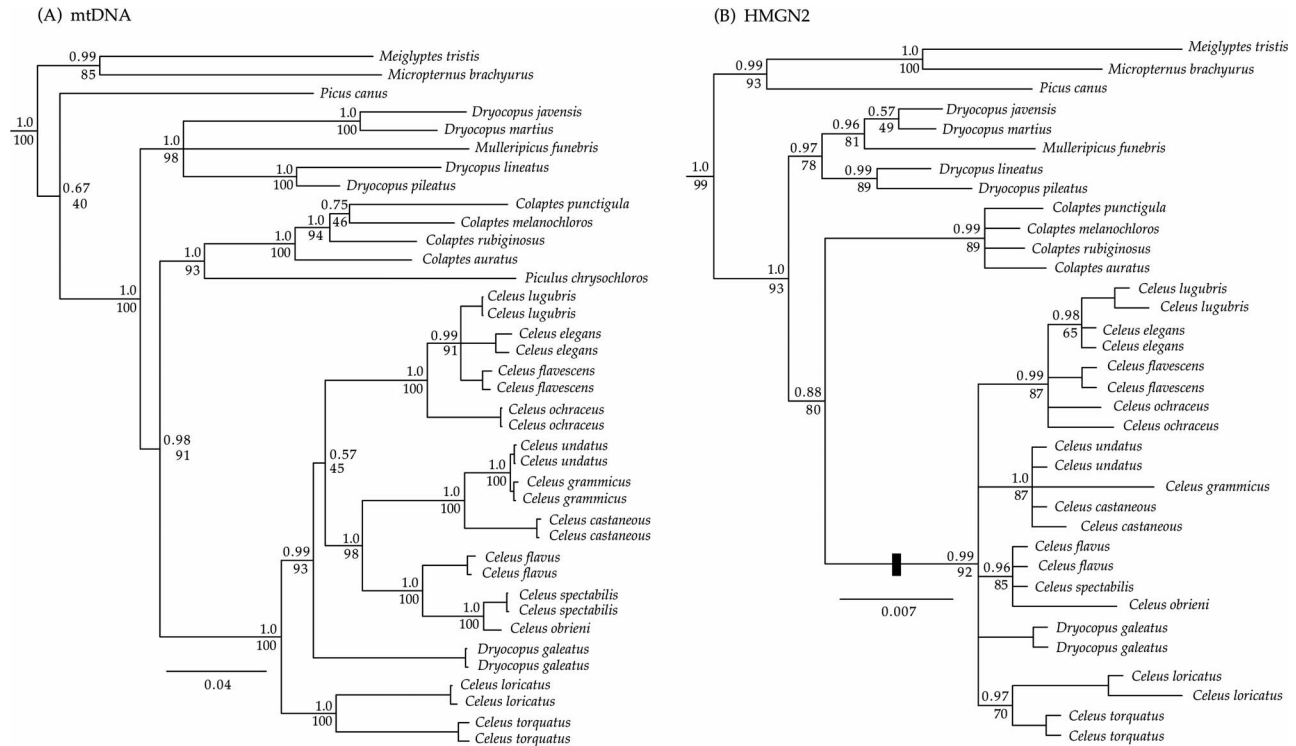 (A) mtDNA
0.99
85
Meiglyptes tristis
Micropternus brachyurus
Picus canus
1.0
100
1.0
100
Dryocopus javensis
Dryocopus martius
1.0
98
Mulleripicus funebris
1.0
100
Drycopus lineatus
Dryocopus pileatus
0.67
40
0.75
46
Colaptes punctigula
Colaptes melanochloros
1.0
94
Colaptes rubiginosus
1.0
100
Colaptes auratus
1.0
93
Piculus chrysochloros
1.0
100
Celeus lugubris
Celeus lugubris
0.99
91
Celeus elegans
Celeus elegans
Celeus flavescens
Celeus flavescens
1.0
100
Celeus ochraceus
Celeus ochraceus
0.98
91
0.57
45
Celeus undatus
Celeus undatus
1.0
100
Celeus grammicus
Celeus grammicus
1.0
100
Celeus castaneous
Celeus castaneous
1.0
98
0.99
93
Celeus flavus
Celeus flavus
1.0
100
Celeus spectabilis
Celeus spectabilis
1.0
100
Celeus obrieni
1.0
100
Dryocopus galeatus
Dryocopus galeatus
0.04
Celeus loricatus
Celeus loricatus
1.0
100
Celeus torquatus
Celeus torquatus
(B) HMGN2
1.0
100
Meiglyptes tristis
Micropternus brachyurus
0.99
93
Picus canus
0.57
49
Dryocopus javensis
Dryocopus martius
0.96
81
Mulleripicus funebris
0.97
78
0.99
89
Drycopus lineatus
Dryocopus pileatus
1.0
99
Colaptes punctigula
Colaptes melanochloros
0.99
89
Colaptes rubiginosus
Colaptes auratus
1.0
93
Celeus lugubris
Celeus lugubris
0.98
65
Celeus elegans
Celeus elegans
0.99
87
Celeus flavescens
Celeus flavescens
Celeus ochraceus
Celeus ochraceus
0.88
80
Celeus undatus
Celeus undatus
1.0
87
Celeus grammicus
Celeus castaneous
Celeus castaneous
0.99
92
Celeus flavus
Celeus flavus
0.96
85
Celeus spectabilis
Celeus obrieni
0.007
Dryocopus galeatus
Dryocopus galeatus
Celeus loricatus
Celeus loricatus
0.97
70
Celeus torquatus
Celeus torquatus